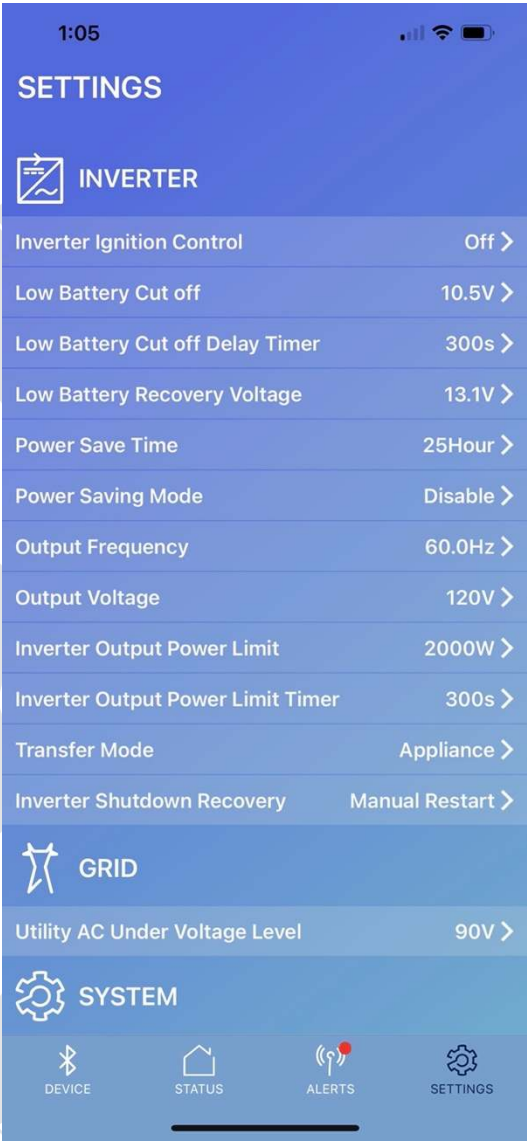 1:05
SETTINGS
INVERTER
Inverter Ignition Control Off
Low Battery Cut off 10.5V
Low Battery Cut off Delay Timer 300s
Low Battery Recovery Voltage 13.1V
Power Save Time 25Hour
Power Saving Mode Disable
Output Frequency 60.0Hz
Output Voltage 120V
Inverter Output Power Limit 2000W
Inverter Output Power Limit Timer 300s
Transfer Mode Appliance
Inverter Shutdown Recovery Manual Restart
GRID
Utility AC Under Voltage Level 90V
SYSTEM
DEVICE STATUS ALERTS SETTINGS